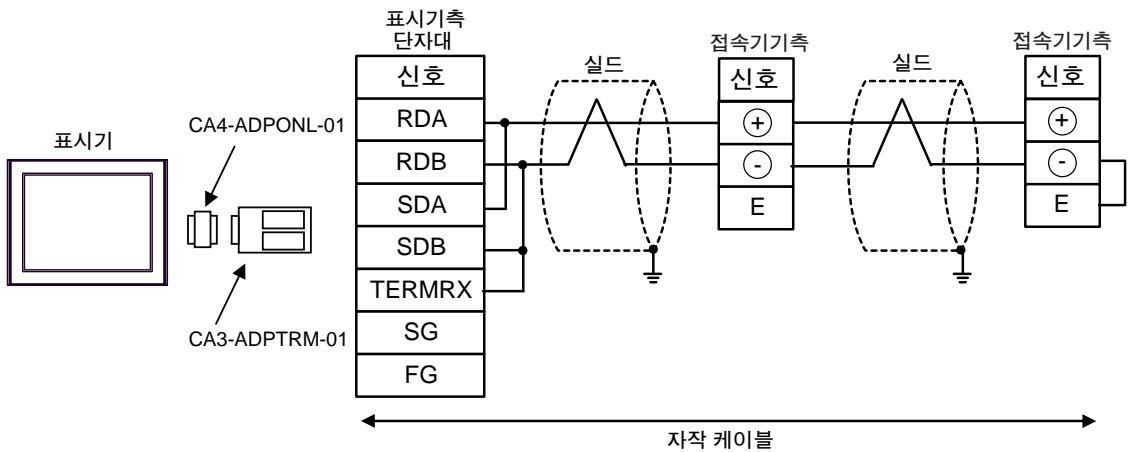 표시기
CA4-ADPONL-01
CA3-ADPTRM-01
표시기측
단자대
신호
RDA
RDB
SDA
SDB
TERMRX
SG
FG
실드
접속기기측
신호
+
-
E
실드
접속기기측
신호
+
-
E
자작 케이블